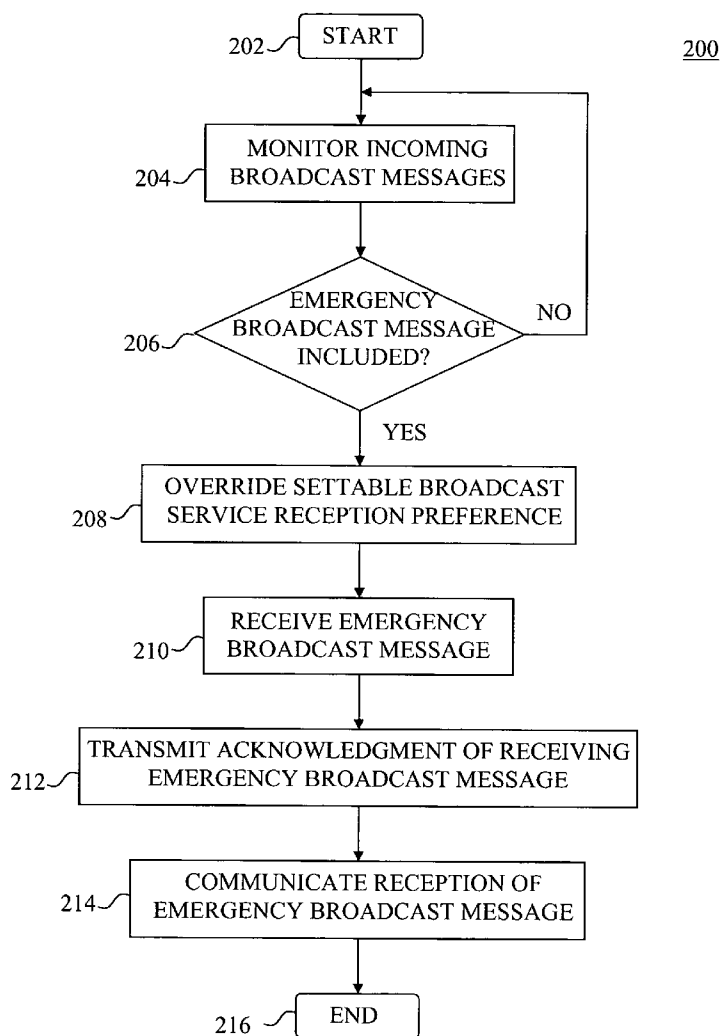 START
202
200
MONITOR INCOMING
BROADCAST MESSAGES
204
EMERGENCY
BROADCAST MESSAGE
INCLUDED?
206
NO
YES
OVERRIDE SETTABLE BROADCAST
SERVICE RECEPTION PREFERENCE
208
RECEIVE EMERGENCY
BROADCAST MESSAGE
210
TRANSMIT ACKNOWLEDGMENT OF RECEIVING
EMERGENCY BROADCAST MESSAGE
212
COMMUNICATE RECEPTION OF
EMERGENCY BROADCAST MESSAGE
214
END
216